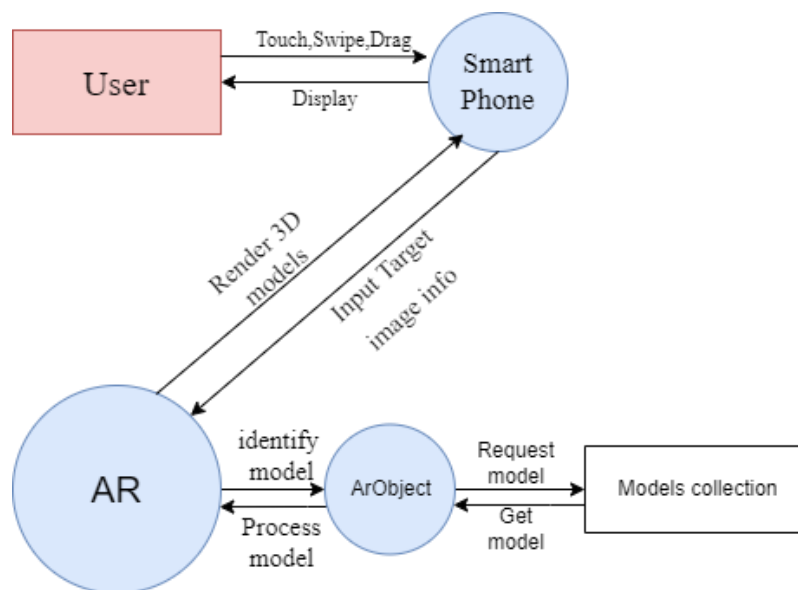 Touch,Swipe,Drag
User
Smart
Phone
Display
Render 3D
models
Input Target
image info
identify
model
Request
model
AR
ArObject
Models collection
Process
model
Get
model